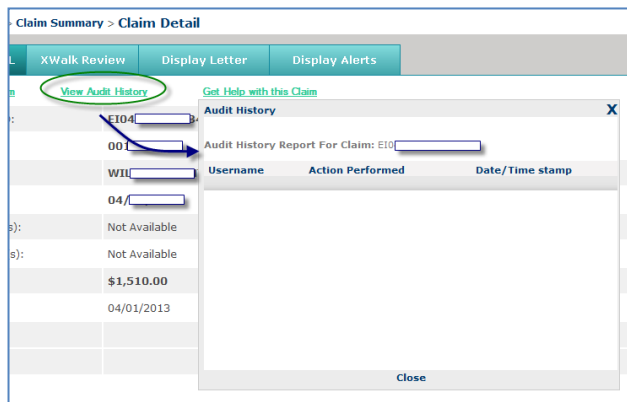 Claim Summary > Claim Detail
L XWalk Review Display Letter Display Alerts
m View Audit History Get Help with this Claim
Audit History X
): EI04 84
Audit History Report For Claim: EI0
001
Username Action Performed Date/Time stamp
WIL
04/
s): Not Available
s): Not Available
$1,510.00
04/01/2013
Close